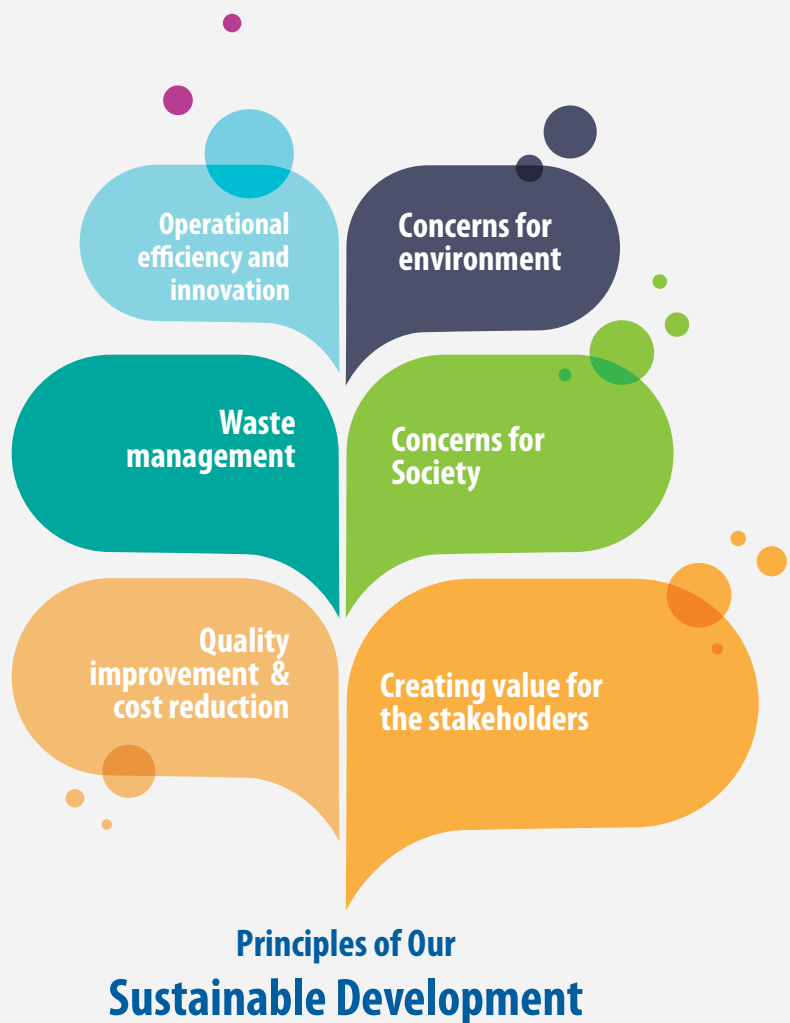 Operational
efficiency and
innovation
Concerns for
environment
Waste
management
Concerns for
Society
Quality
improvement &
cost reduction
Creating value for
the stakeholders
Principles of Our
Sustainable Development